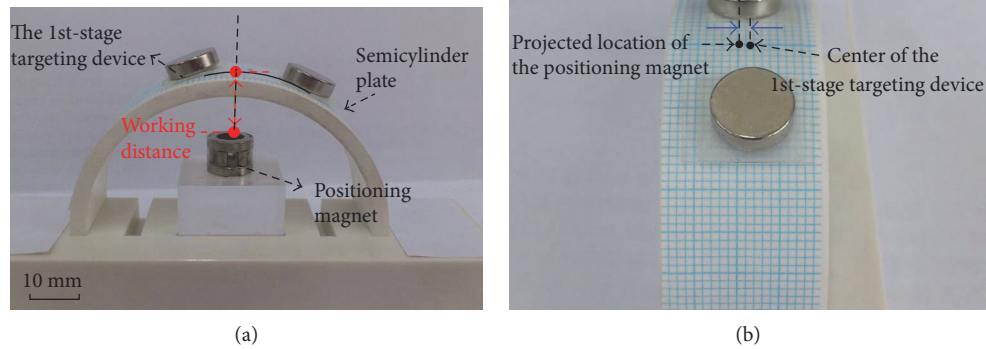 The 1st-stage
targeting device
Semicylinder
plate
Working
distance
Positioning
magnet
10 mm
(a)
Projected location of
the positioning magnet
Center of the
1st-stage targeting device
(b)